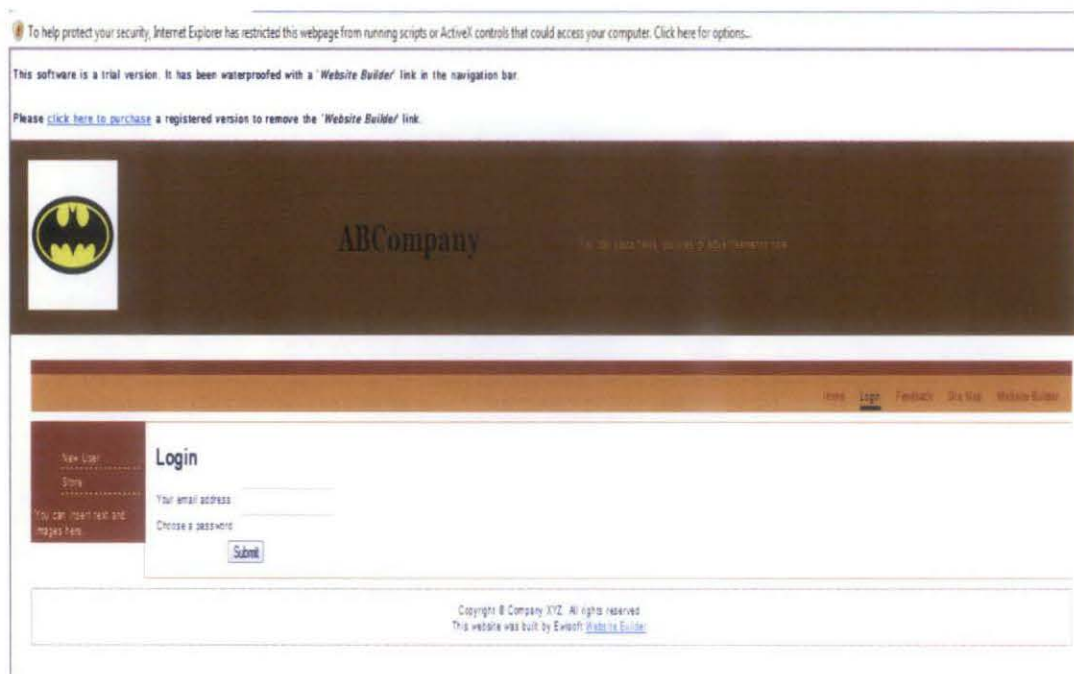 To help protect your security, Internet Explorer has restricted this webpage from running scripts or ActiveX controls that could access your computer. Click here for options...
This software is a trial version. It has been waterproofed with a 'Website Builder' link in the navigation bar.
Please click here to purchase a registered version to remove the 'Website Builder' link.
ABCompany
Home Login Feedback Site Map Website Builder
New User
Store
You can insert text and
images here.
Login
Your email address:
Choose a password:
Submit
Copyright © Company XYZ. All rights reserved.
This website was built by Ewisoft Website Builder